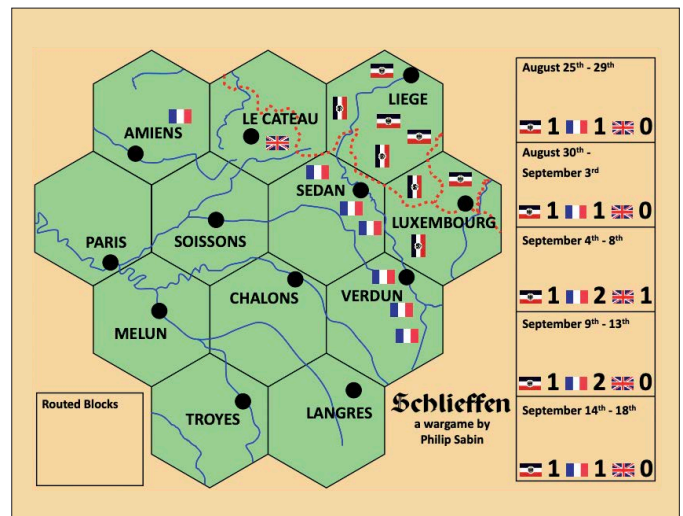 LIEGE
LE CATEAU
AMIENS
SEDAN
LUXEMBOURG
SOISSONS
PARIS
CHALONS
VERDUN
MELUN
TROYES
LANGRES
Routed Blocks
Schlieffen
a wargame by
Philip Sabin
August 25th - 29th
1 1 0
August 30th -
September 3rd
1 1 0
September 4th - 8th
1 2 1
September 9th - 13th
1 2 0
September 14th - 18th
1 1 0